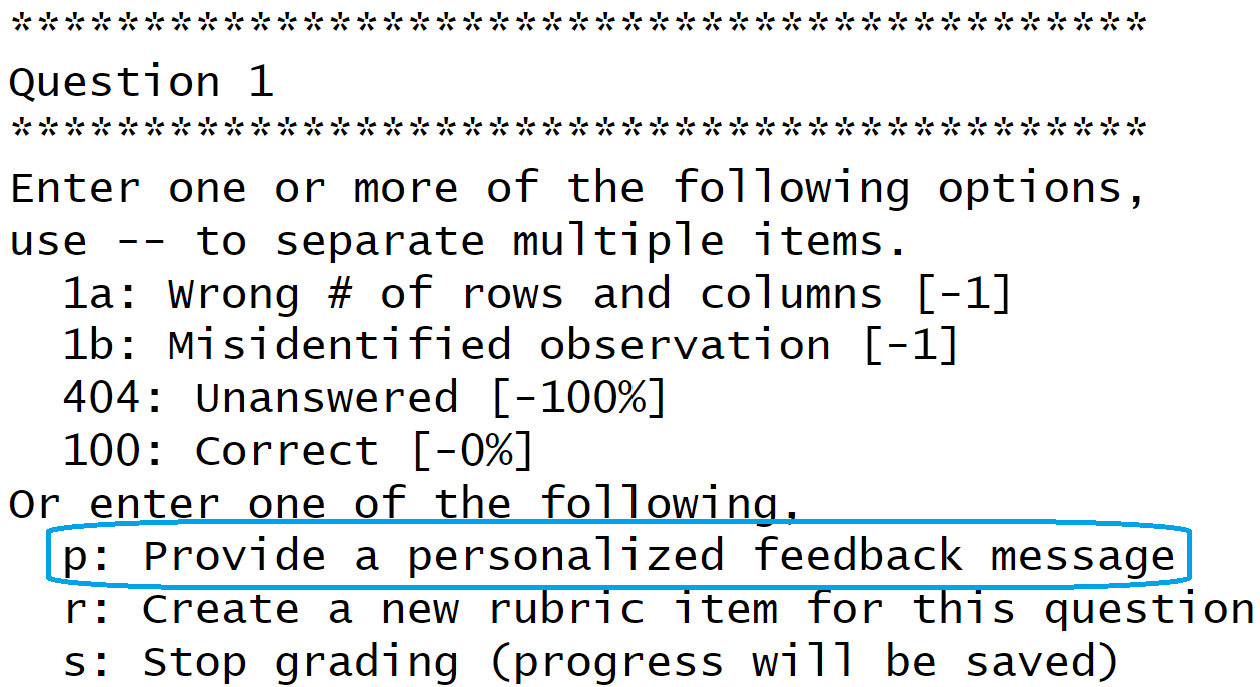 *******************************************
Question 1
*******************************************
Enter one or more of the following options,
use -- to separate multiple items.
  1a: Wrong # of rows and columns [-1]
  1b: Misidentified observation [-1]
  404: Unanswered [-100%]
  100: Correct [-0%]
Or enter one of the following,
  p: Provide a personalized feedback message
  r: Create a new rubric item for this question
  s: Stop grading (progress will be saved)